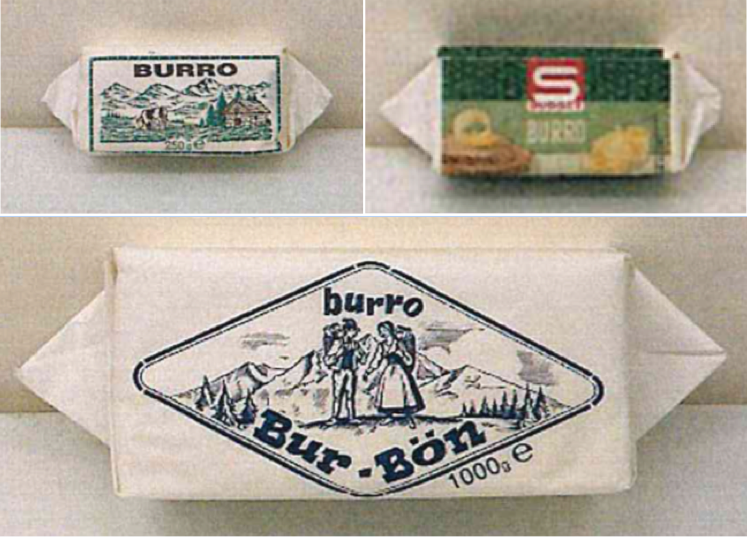 BURRO
250g e
S
BURRO
burro
Bur-Bön
1000g e